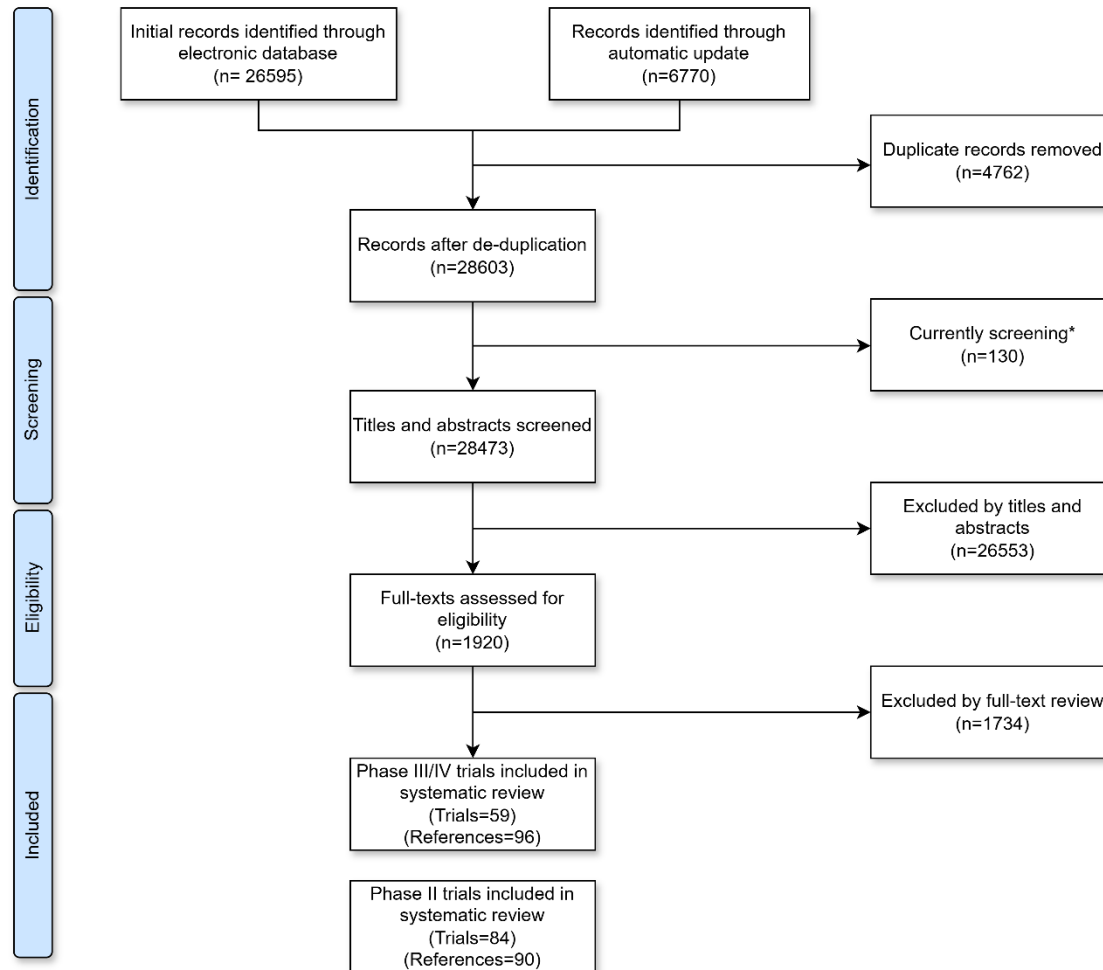 Identification
Initial records identified through
electronic database
(n= 26595)
Records identified through
automatic update
(n=6770)
Duplicate records removed
(n=4762)
Records after de-duplication
(n=28603)
Screening
Currently screening*
(n=130)
Titles and abstracts screened
(n=28473)
Eligibility
Excluded by titles and
abstracts
(n=26553)
Full-texts assessed for
eligibility
(n=1920)
Included
Excluded by full-text review
(n=1734)
Phase III/IV trials included in
systematic review
(Trials=59)
(References=96)
Phase II trials included in
systematic review
(Trials=84)
(References=90)